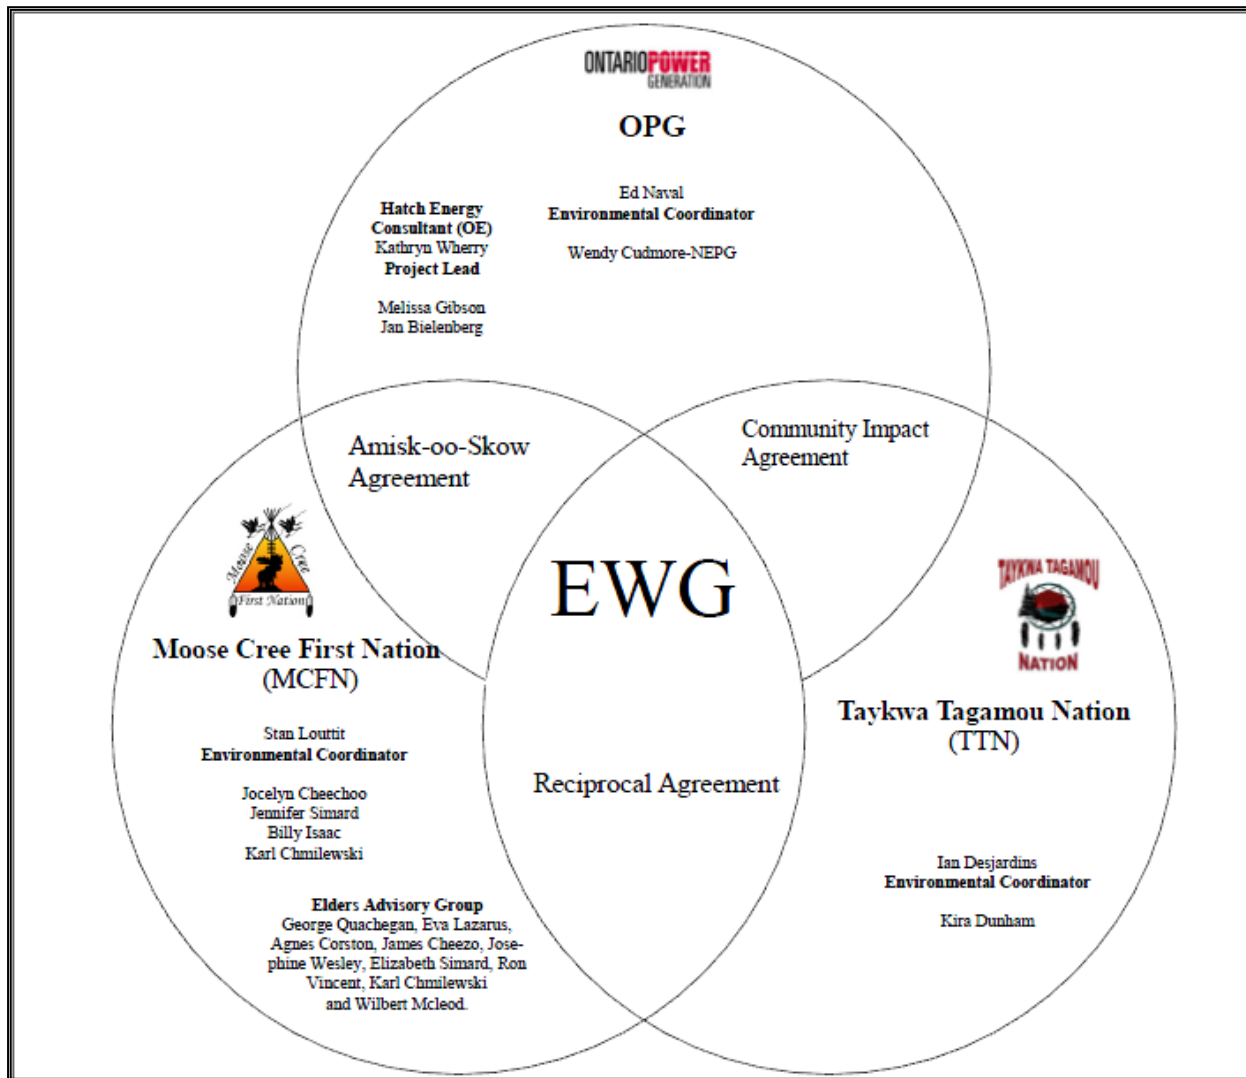 ONTARIOPOWER
GENERATION
OPG
Ed Naval
Environmental Coordinator
Wendy Cudmore-NEPG
Hatch Energy
Consultant (OE)
Kathryn Wherry
Project Lead
Melissa Gibson
Jan Bielenberg
Amisk-oo-Skow
Agreement
Community Impact
Agreement
EWG
Reciprocal Agreement
Moose Cree
First Nation
Moose Cree First Nation
(MCFN)
Stan Louttit
Environmental Coordinator
Jocelyn Cheechoo
Jennifer Simard
Billy Isaac
Karl Chmilewski
Elders Advisory Group
George Quachegan, Eva Lazarus,
Agnes Corston, James Cheezo, Jose-
phine Wesley, Elizabeth Simard, Ron
Vincent, Karl Chmilewski
and Wilbert Mcleod.
TAYKWA TAGAMOU
NATION
Taykwa Tagamou Nation
(TTN)
Ian Desjardins
Environmental Coordinator
Kira Dunham